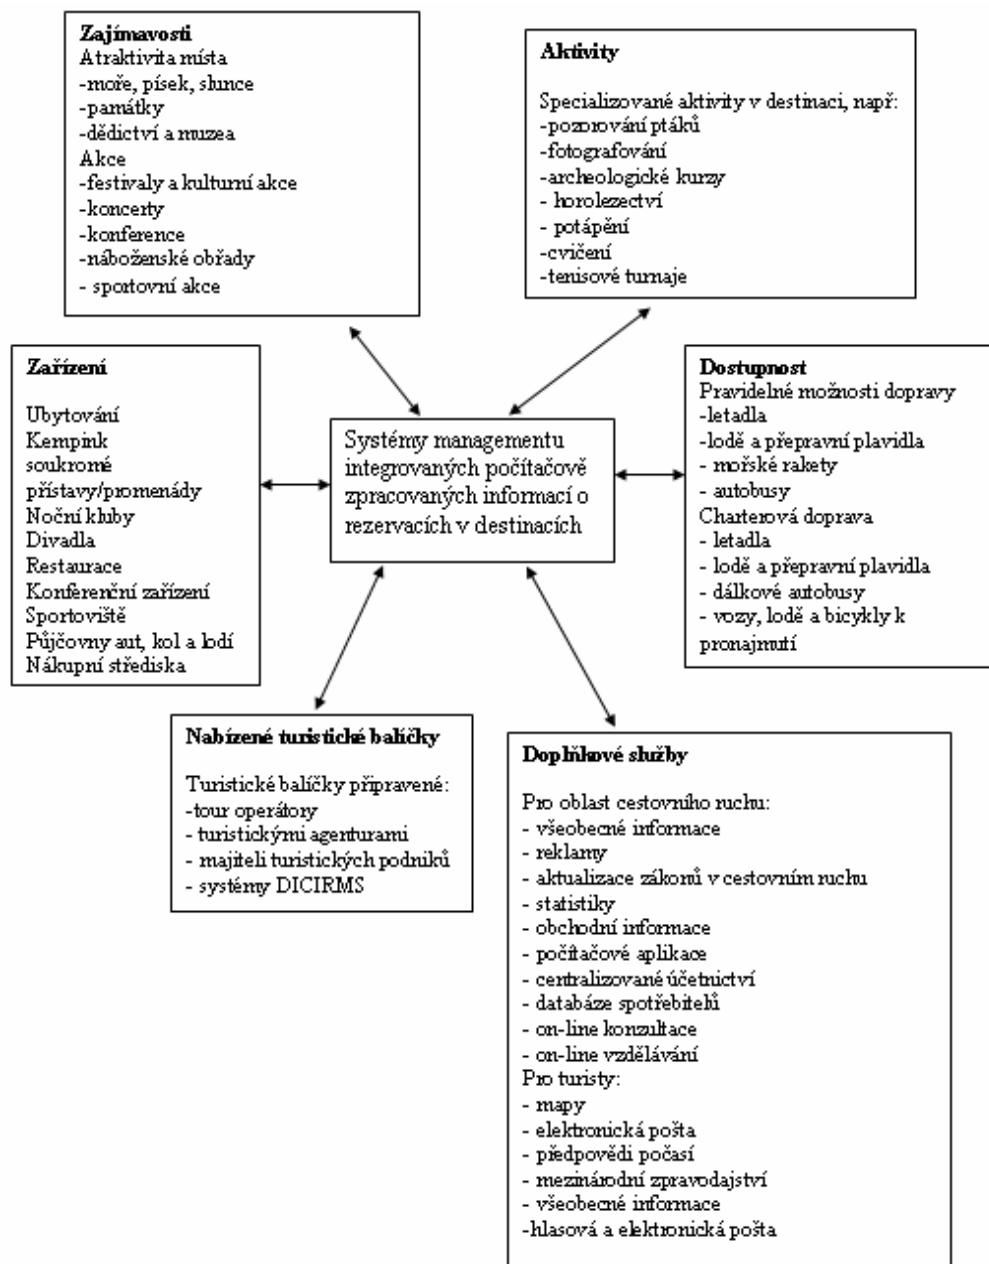 Zajímavosti
Atraktivita místa
-moře, písek, slunce
-památky
-dědictví a muzea
Akce
-festivaly a kulturní akce
-koncerty
-konference
-náboženské obřady
- sportovní akce
Aktivity
Specializované aktivity v destinaci, např:
-pozorování ptáků
-fotografování
-archeologické kurzy
- horolezectví
- potápění
-cvičení
-tenisové turnaje
Zařízení
Ubytování
Kempink
soukromé
přístavy/promenády
Noční kluby
Divadla
Restaurace
Konferenční zařízení
Sportoviště
Půjčovny aut, kol a lodí
Nákupní střediska
Systémy managementu
integrovaných počítačově
zpracovaných informací o
rezervacích v destinacích
Dostupnost
Pravidelné možnosti dopravy
-letadla
-lodě a přepravní plavidla
- mořské rakety
- autobusy
Charterová doprava
- letadla
- lodě a přepravní plavidla
- dálkové autobusy
- vozy, lodě a bicykly k
pronajmutí
Nabízené turistické balíčky
Turistické balíčky připravené:
-tour operátory
- turistickými agenturami
- majiteli turistických podniků
- systémy DICIRMS
Doplňkové služby
Pro oblast cestovního ruchu:
- všeobecné informace
- reklamy
- aktualizace zákonů v cestovním ruchu
- statistiky
- obchodní informace
- počítačové aplikace
- centralizované účetnictví
- databáze spotřebitelů
- on-line konzultace
- on-line vzdělávání
Pro turisty:
- mapy
- elektronická pošta
- předpovědi počasí
- mezinárodní zpravodajství
- všeobecné informace
-hlasová a elektronická pošta